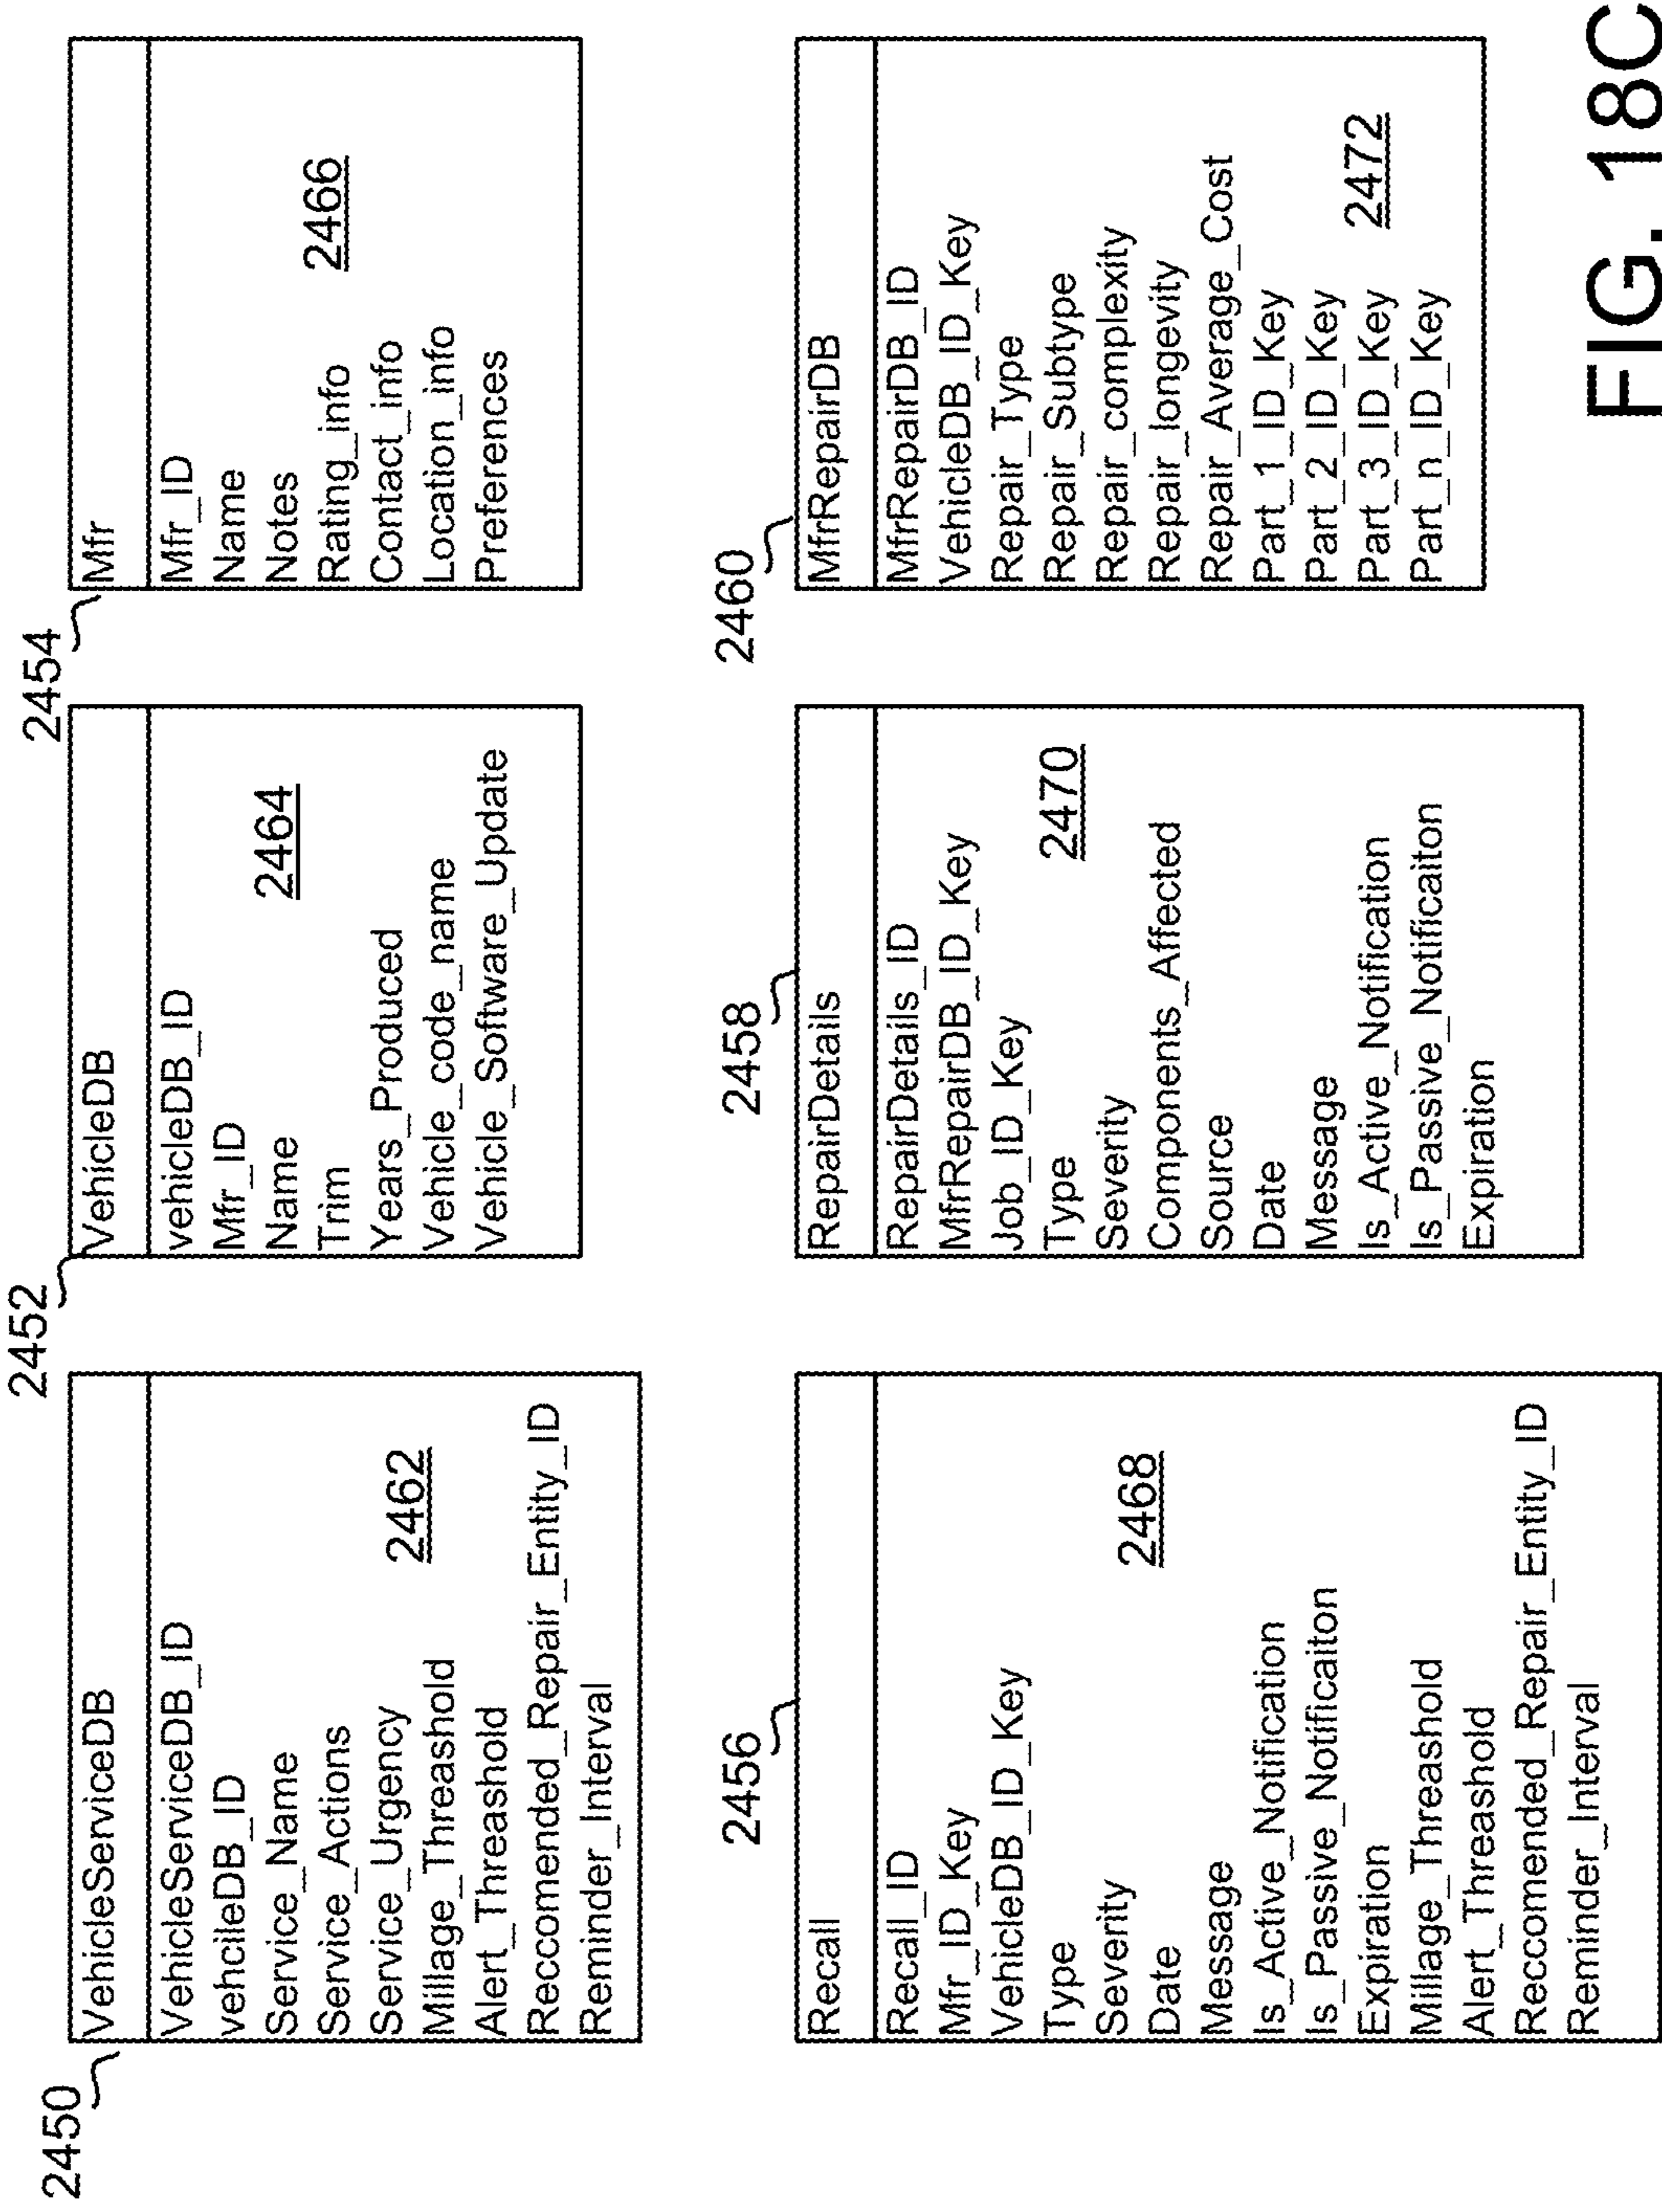 2450
VehicleServiceDB
VehicleServiceDB_ID
vehcileDB_ID
Service_Name
Service_Actions
Service_Urgency
Millage_Threashold
Alert_Threashold
Reccomended_Repair_Entity_ID
Reminder_Interval
2462
2452
VehicleDB
vehicleDB_ID
Mfr_ID
Name
Trim
Years_Produced
Vehicle_code_name
Vehicle_Software_Update
2464
2454
Mfr
Mfr_ID
Name
Notes
Rating_info
Contact_info
Location_info
Preferences
2466
2456
Recall
Recall_ID
Mfr_ID_Key
VehicleDB_ID_Key
Type
Severity
Date
Message
Is_Active_Notification
Is_Passive_Notificaiton
Expiration
Millage_Threashold
Alert_Threashold
Reccomended_Repair_Entity_ID
Reminder_Interval
2468
2458
RepairDetails
RepairDetails_ID
MfrRepairDB_ID_Key
Job_ID_Key
Type
Severity
Components_Affected
Source
Date
Message
Is_Active_Notification
Is_Passive_Notificaiton
Expiration
2470
2460
MfrRepairDB
MfrRepairDB_ID
VehicleDB_ID_Key
Repair_Type
Repair_Subtype
Repair_complexity
Repair_longevity
Repair_Average_Cost
Part_1_ID_Key
Part_2_ID_Key
Part_3_ID_Key
Part_n_ID_Key
2472
FIG. 18C